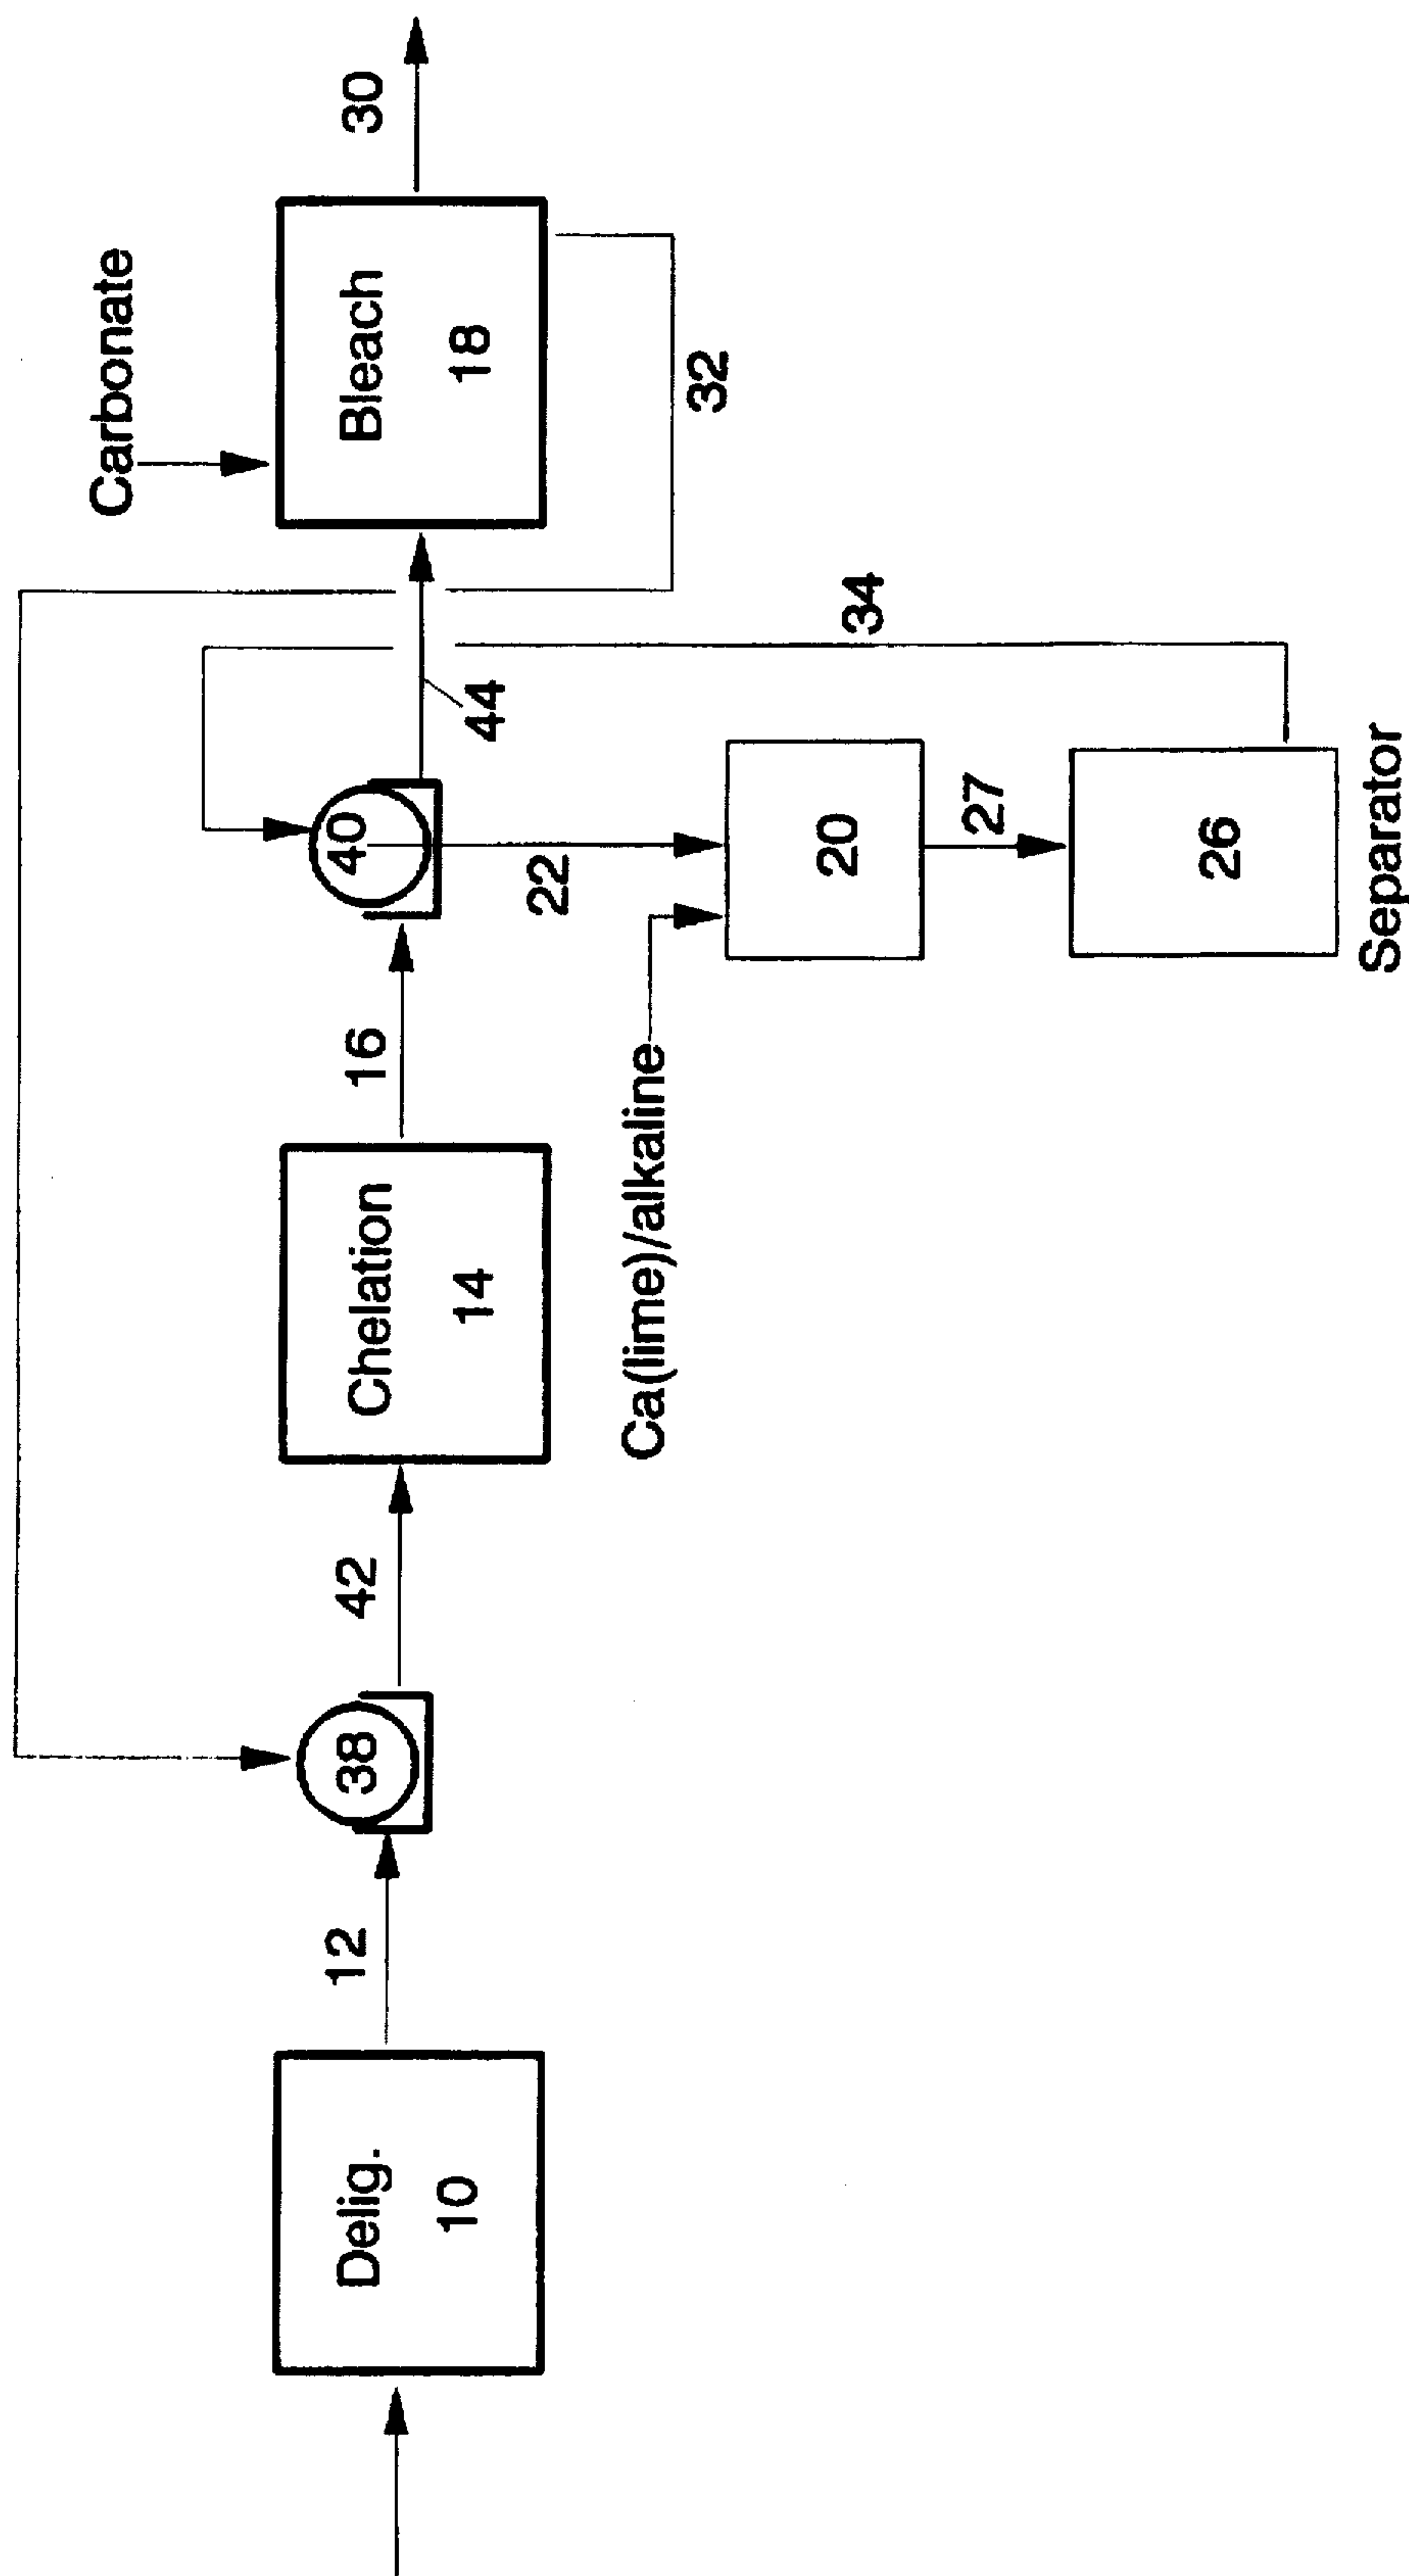 Carbonate
30
Bleach
18
32
44
34
40
22
20
27
26
Separator
16
Chelation
14
Ca(lime)/alkaline
42
38
12
Delig.
10